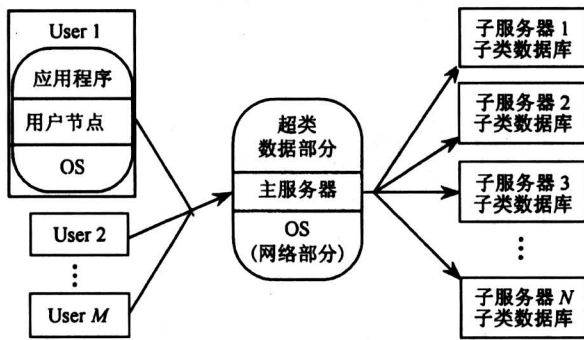 User 1
应用程序
用户节点
OS
User 2
User M
超类
数据部分
主服务器
OS
(网络部分)
子服务器 1
子类数据库
子服务器 2
子类数据库
子服务器 3
子类数据库
子服务器 N
子类数据库